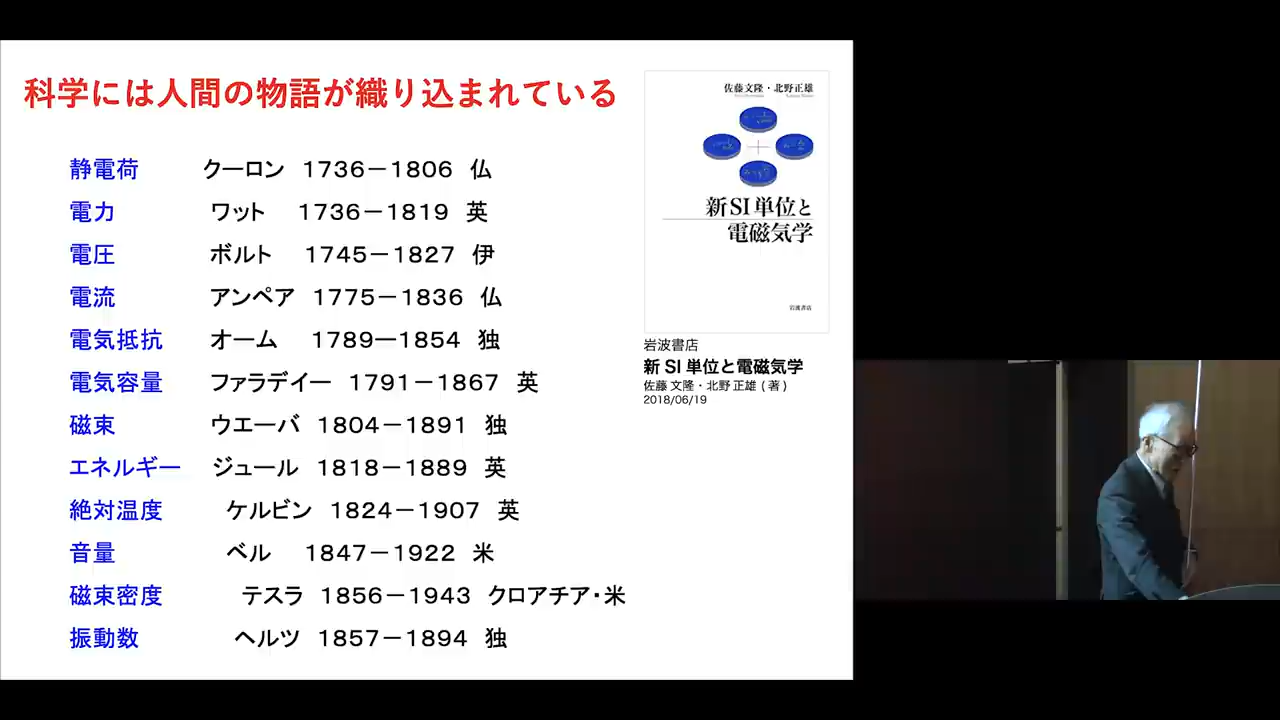 科学には人間の物語が織り込まれている
静電荷 クーロン 1736－1806 仏
電力 ワット 1736－1819 英
電圧 ボルト 1745－1827 伊
電流 アンペア 1775－1836 仏
電気抵抗 オーム 1789―1854 独
電気容量 ファラデイー 1791－1867 英
磁束 ウエーバ 1804－1891 独
エネルギー ジュール 1818－1889 英
絶対温度 ケルビン 1824－1907 英
音量 ベル 1847－1922 米
磁束密度 テスラ 1856－1943 クロアチア・米
振動数 ヘルツ 1857－1894 独
佐藤文隆・北野正雄
新SI単位と
電磁気学
岩波書店
岩波書店
新 SI 単位と電磁気学
佐藤 文隆・北野 正雄 ( 著 )
2018/06/19